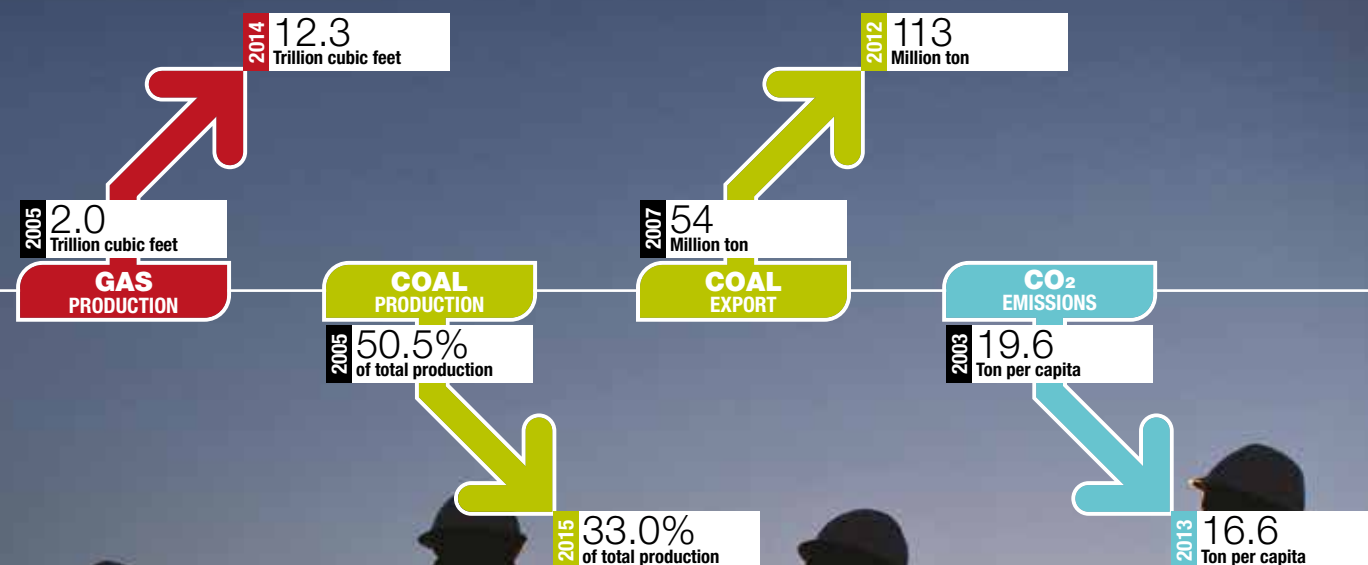 2014
12.3
Trillion cubic feet
2005
2.0
Trillion cubic feet
GAS
PRODUCTION
COAL
PRODUCTION
2005
50.5%
of total production
2015
33.0%
of total production
2012
113
Million ton
2007
54
Million ton
COAL
EXPORT
CO₂
EMISSIONS
2003
19.6
Ton per capita
2013
16.6
Ton per capita